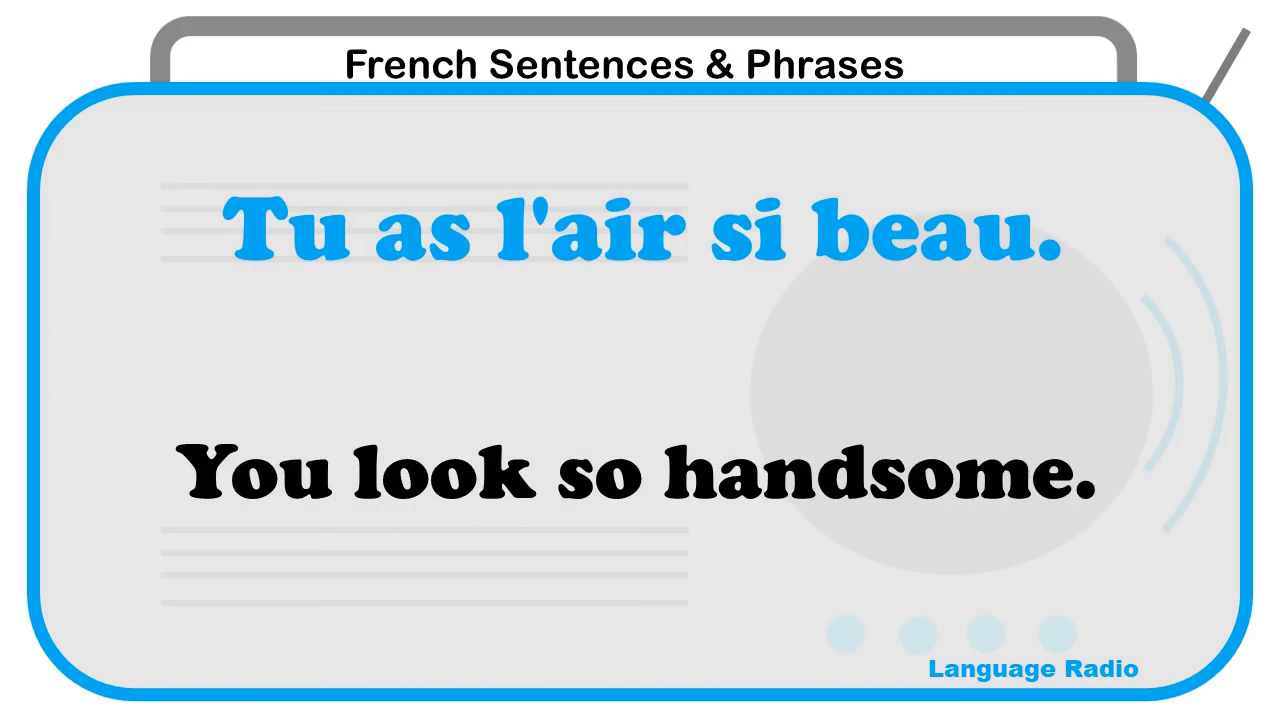 French Sentences & Phrases
Tu as l'air si beau.
You look so handsome.
Language Radio